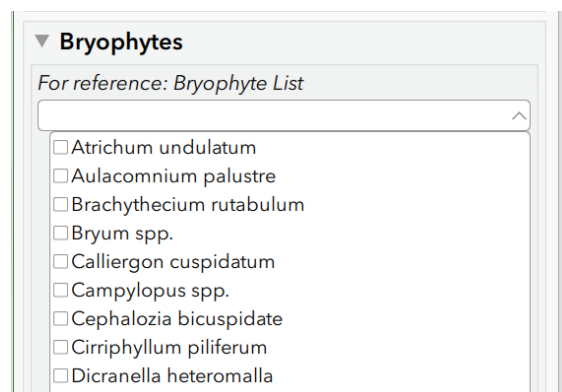 Bryophytes
For reference: Bryophyte List
Atrichum undulatum
Aulacomnium palustre
Brachythecium rutabulum
Bryum spp.
Calliergon cuspidatum
Campylopus spp.
Cephalozia bicuspidate
Cirriphyllum piliferum
Dicranella heteromalla